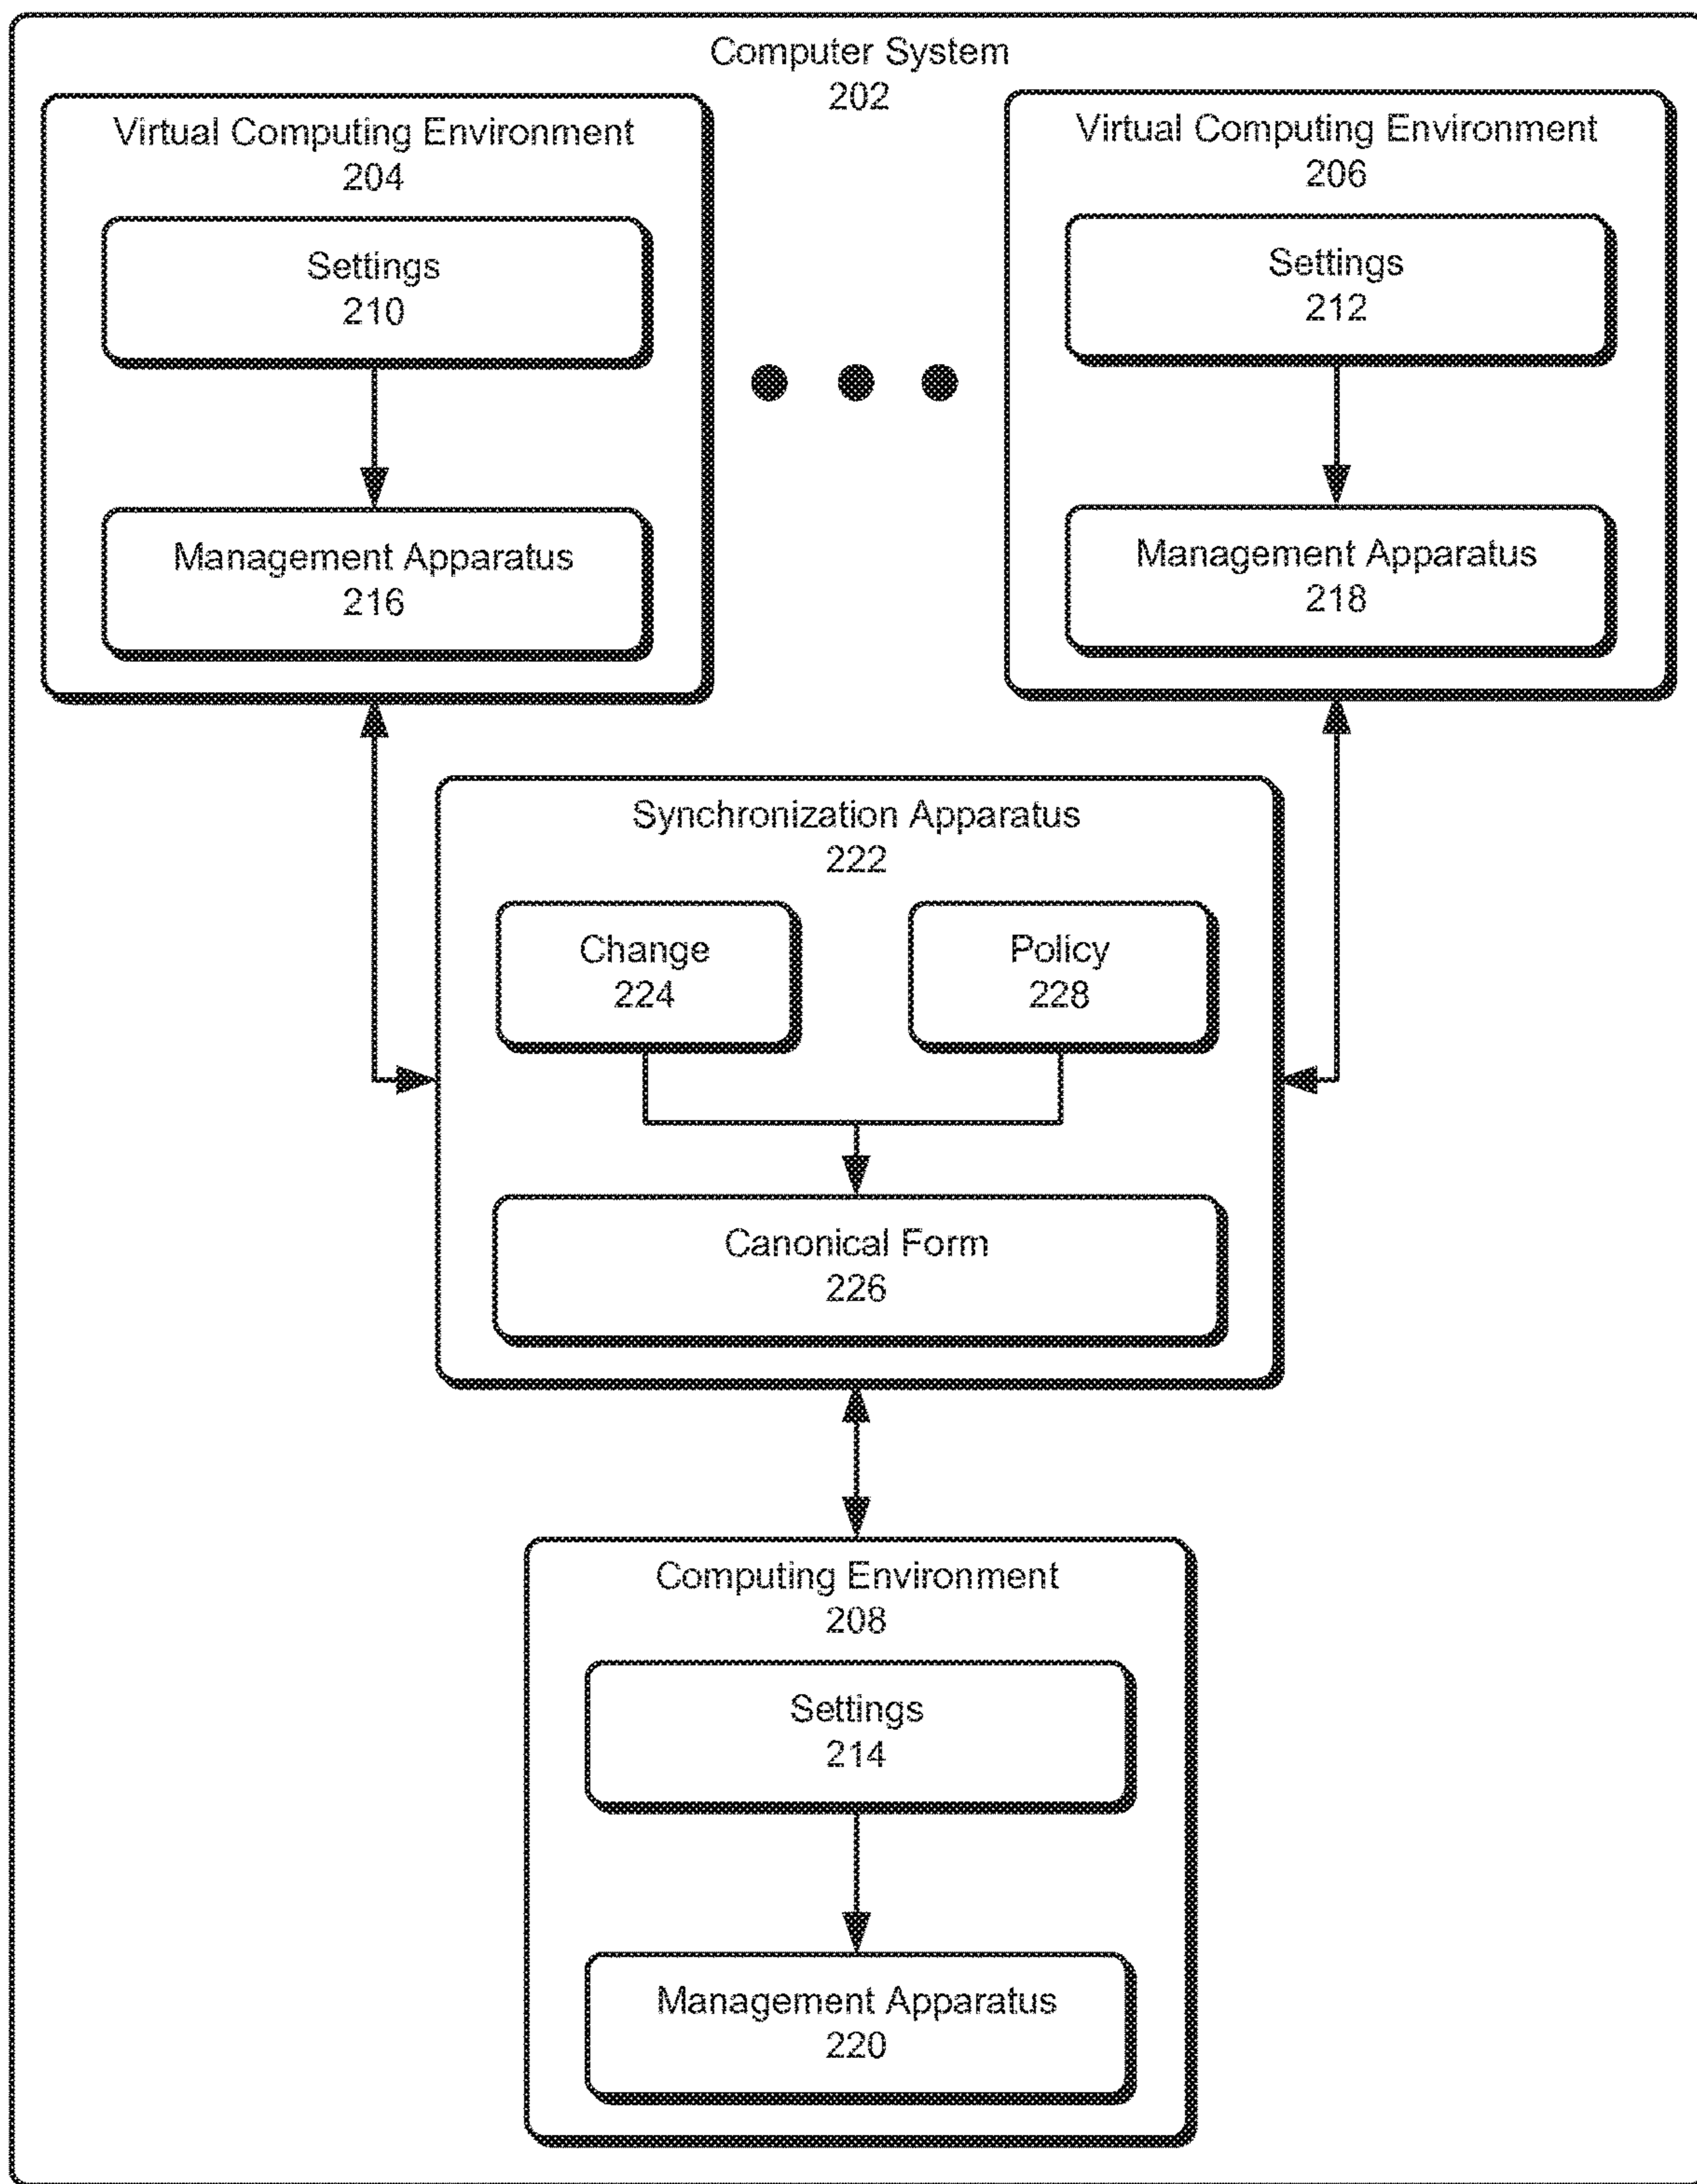 Computer System
202
Virtual Computing Environment
204
Settings
210
Management Apparatus
216
Virtual Computing Environment
206
Settings
212
Management Apparatus
218
Synchronization Apparatus
222
Change
224
Policy
228
Canonical Form
226
Computing Environment
208
Settings
214
Management Apparatus
220